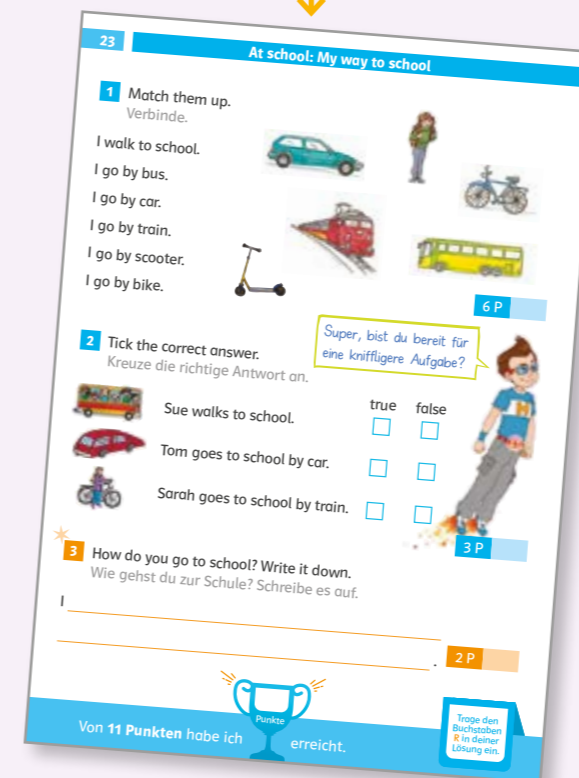 23
At school: My way to school
1 Match them up.
Verbinde.
I walk to school.
I go by bus.
I go by car.
I go by train.
I go by scooter.
I go by bike.
6 P
Super, bist du bereit für
eine kniffligere Aufgabe?
2 Tick the correct answer.
Kreuze die richtige Antwort an.
true false
Sue walks to school.
Tom goes to school by car.
Sarah goes to school by train.
H
3 P
3 How do you go to school? Write it down.
Wie gehst du zur Schule? Schreibe es auf.
I
.
2 P
Punkte
Von 11 Punkten habe ich erreicht.
Trage den
Buchstaben
R in deiner
Lösung ein.